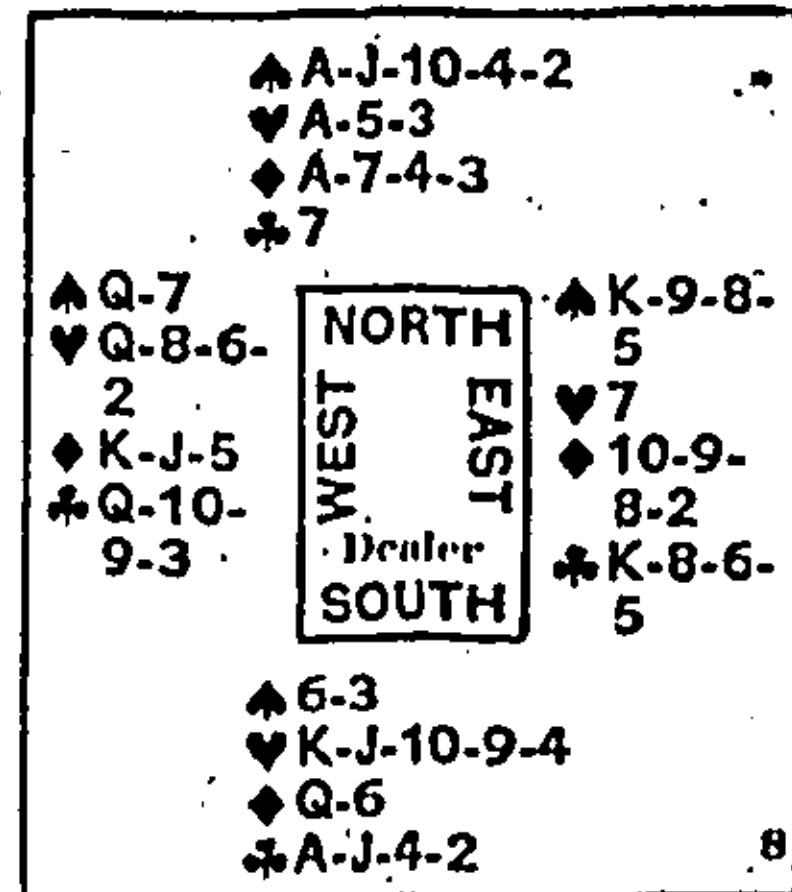 ♠ A-J-10-4-2
♥ A-5-3
♦ A-7-4-3
♣ 7
♠ Q-7
♥ Q-8-6-
2
♦ K-J-5
♣ Q-10-
9-3
NORTH
WEST
EAST
Dealer
SOUTH
♠ K-9-8-
5
♥ 7
♦ 10-9-
8-2
♣ K-8-6-
5
♠ 6-3
♥ K-J-10-9-4
♦ Q-6
♣ A-J-4-2
8